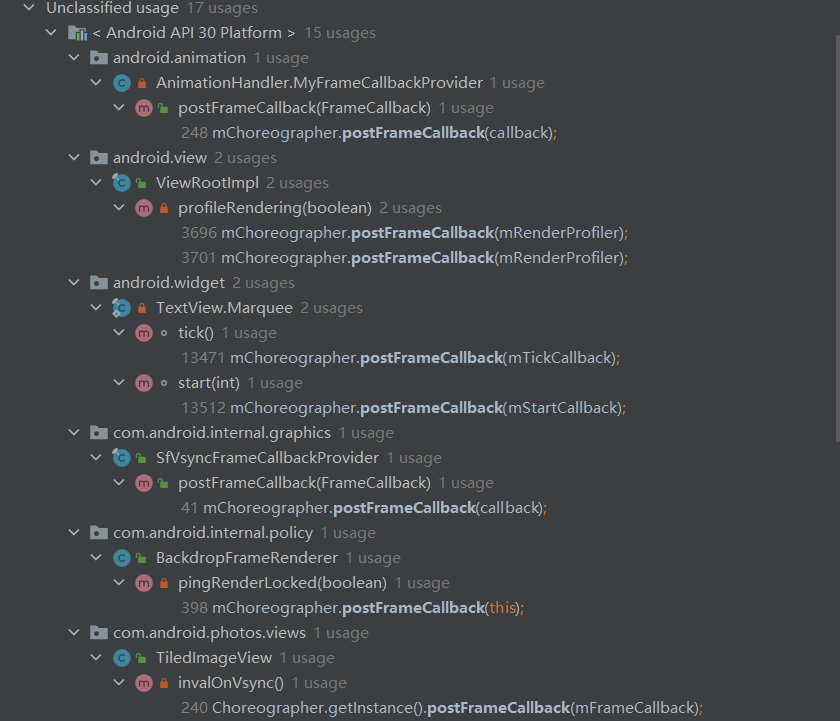 Unclassified usage 17 usages
< Android API 30 Platform > 15 usages
android.animation 1 usage
AnimationHandler.MyFrameCallbackProvider 1 usage
postFrameCallback(FrameCallback) 1 usage
248 mChoreographer.postFrameCallback(callback);
android.view 2 usages
ViewRootImpl 2 usages
profileRendering(boolean) 2 usages
3696 mChoreographer.postFrameCallback(mRenderProfiler);
3701 mChoreographer.postFrameCallback(mRenderProfiler);
android.widget 2 usages
TextView.Marquee 2 usages
tick() 1 usage
13471 mChoreographer.postFrameCallback(mTickCallback);
start(int) 1 usage
13512 mChoreographer.postFrameCallback(mStartCallback);
com.android.internal.graphics 1 usage
SfVsyncFrameCallbackProvider 1 usage
postFrameCallback(FrameCallback) 1 usage
41 mChoreographer.postFrameCallback(callback);
com.android.internal.policy 1 usage
BackdropFrameRenderer 1 usage
pingRenderLocked(boolean) 1 usage
398 mChoreographer.postFrameCallback(this);
com.android.photos.views 1 usage
TiledImageView 1 usage
invalOnVsync() 1 usage
240 Choreographer.getInstance().postFrameCallback(mFrameCallback);